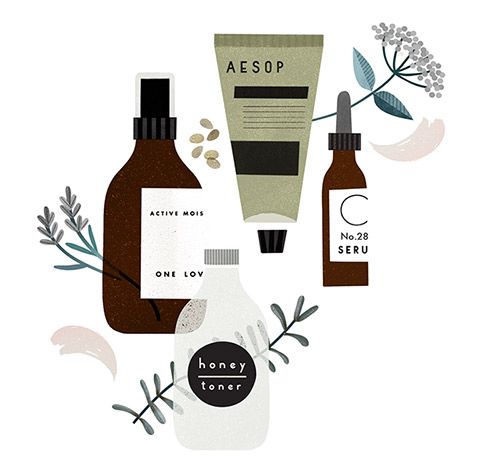 AESOP
ACTIVE MOIS
ONE LOV
C
No.28
SERU
honey
toner